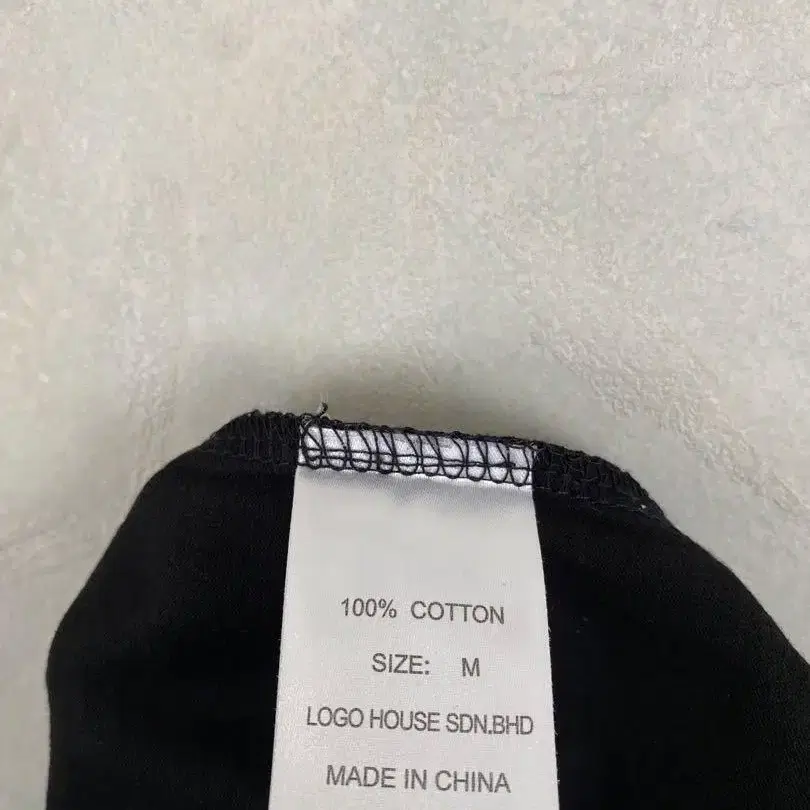 100% COTTON
SIZE: M
LOGO HOUSE SDN.BHD
MADE IN CHINA